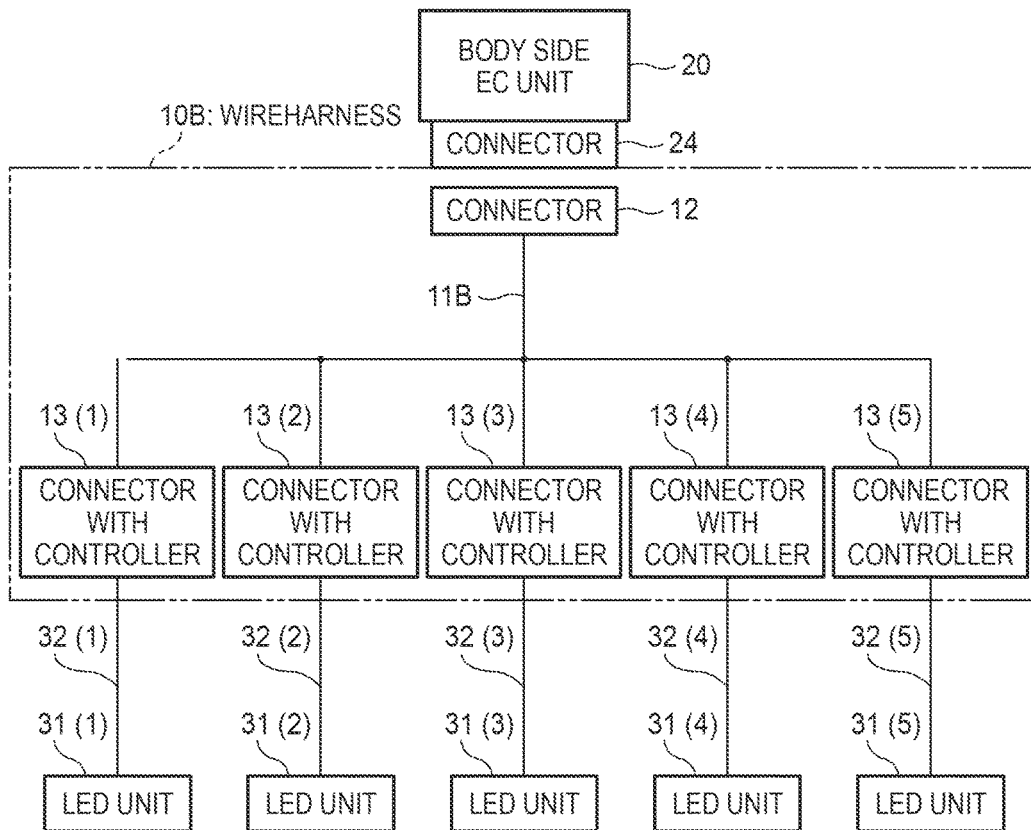 BODY SIDE
EC UNIT
20
10B: WIREHARNESS
CONNECTOR
24
CONNECTOR
12
11B
13 (1)
13 (2)
13 (3)
13 (4)
13 (5)
CONNECTOR
WITH
CONTROLLER
CONNECTOR
WITH
CONTROLLER
CONNECTOR
WITH
CONTROLLER
CONNECTOR
WITH
CONTROLLER
CONNECTOR
WITH
CONTROLLER
32 (1)
32 (2)
32 (3)
32 (4)
32 (5)
31 (1)
31 (2)
31 (3)
31 (4)
31 (5)
LED UNIT
LED UNIT
LED UNIT
LED UNIT
LED UNIT